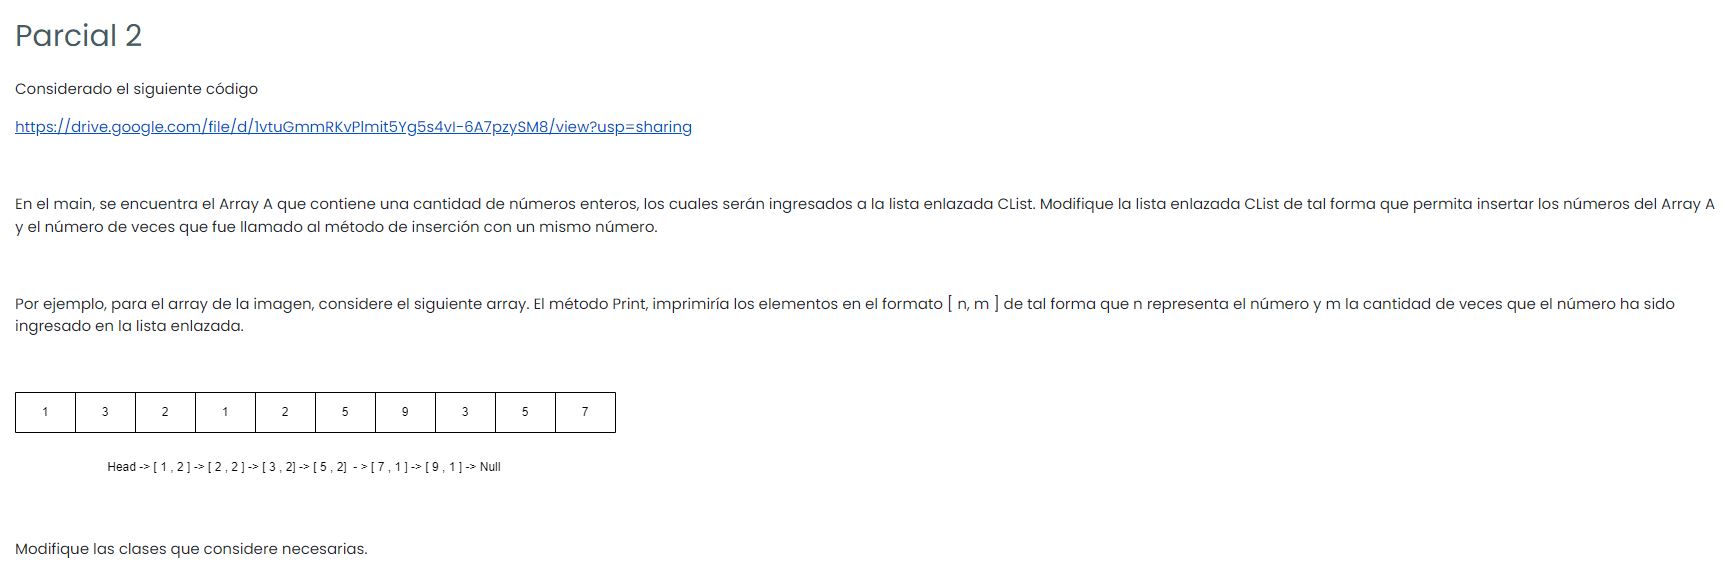 Parcial 2
Considerado el siguiente código
https://drive.google.com/file/d/1vtuGmmRKvPlmit5Yg5s4vI-6A7pzySM8/view?usp=sharing
En el main, se encuentra el Array A que contiene una cantidad de números enteros, los cuales serán ingresados a la lista enlazada CList. Modifique la lista enlazada CList de tal forma que permita insertar los números del Array A
y el número de veces que fue llamado al método de inserción con un mismo número.
Por ejemplo, para el array de la imagen, considere el siguiente array. El método Print, imprimiría los elementos en el formato [ n, m ] de tal forma que n representa el número y m la cantidad de veces que el número ha sido
ingresado en la lista enlazada.
1 3 2 1 2 5 9 3 5 7
Head -> [ 1 , 2 ] -> [ 2 , 2 ] -> [ 3 , 2] -> [ 5 , 2]  - > [ 7 , 1 ] -> [ 9 , 1 ] -> Null
Modifique las clases que considere necesarias.